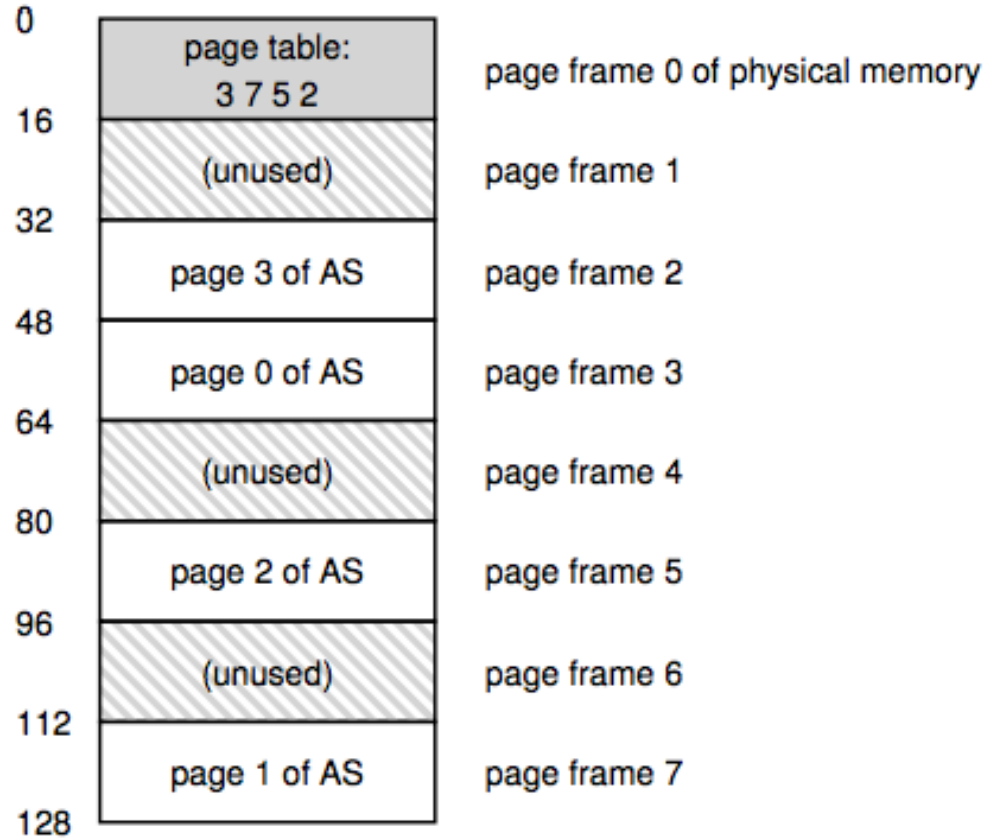 0
page table:
3 7 5 2
page frame 0 of physical memory
16
(unused)
page frame 1
32
page 3 of AS
page frame 2
48
page 0 of AS
page frame 3
64
(unused)
page frame 4
80
page 2 of AS
page frame 5
96
(unused)
page frame 6
112
page 1 of AS
page frame 7
128